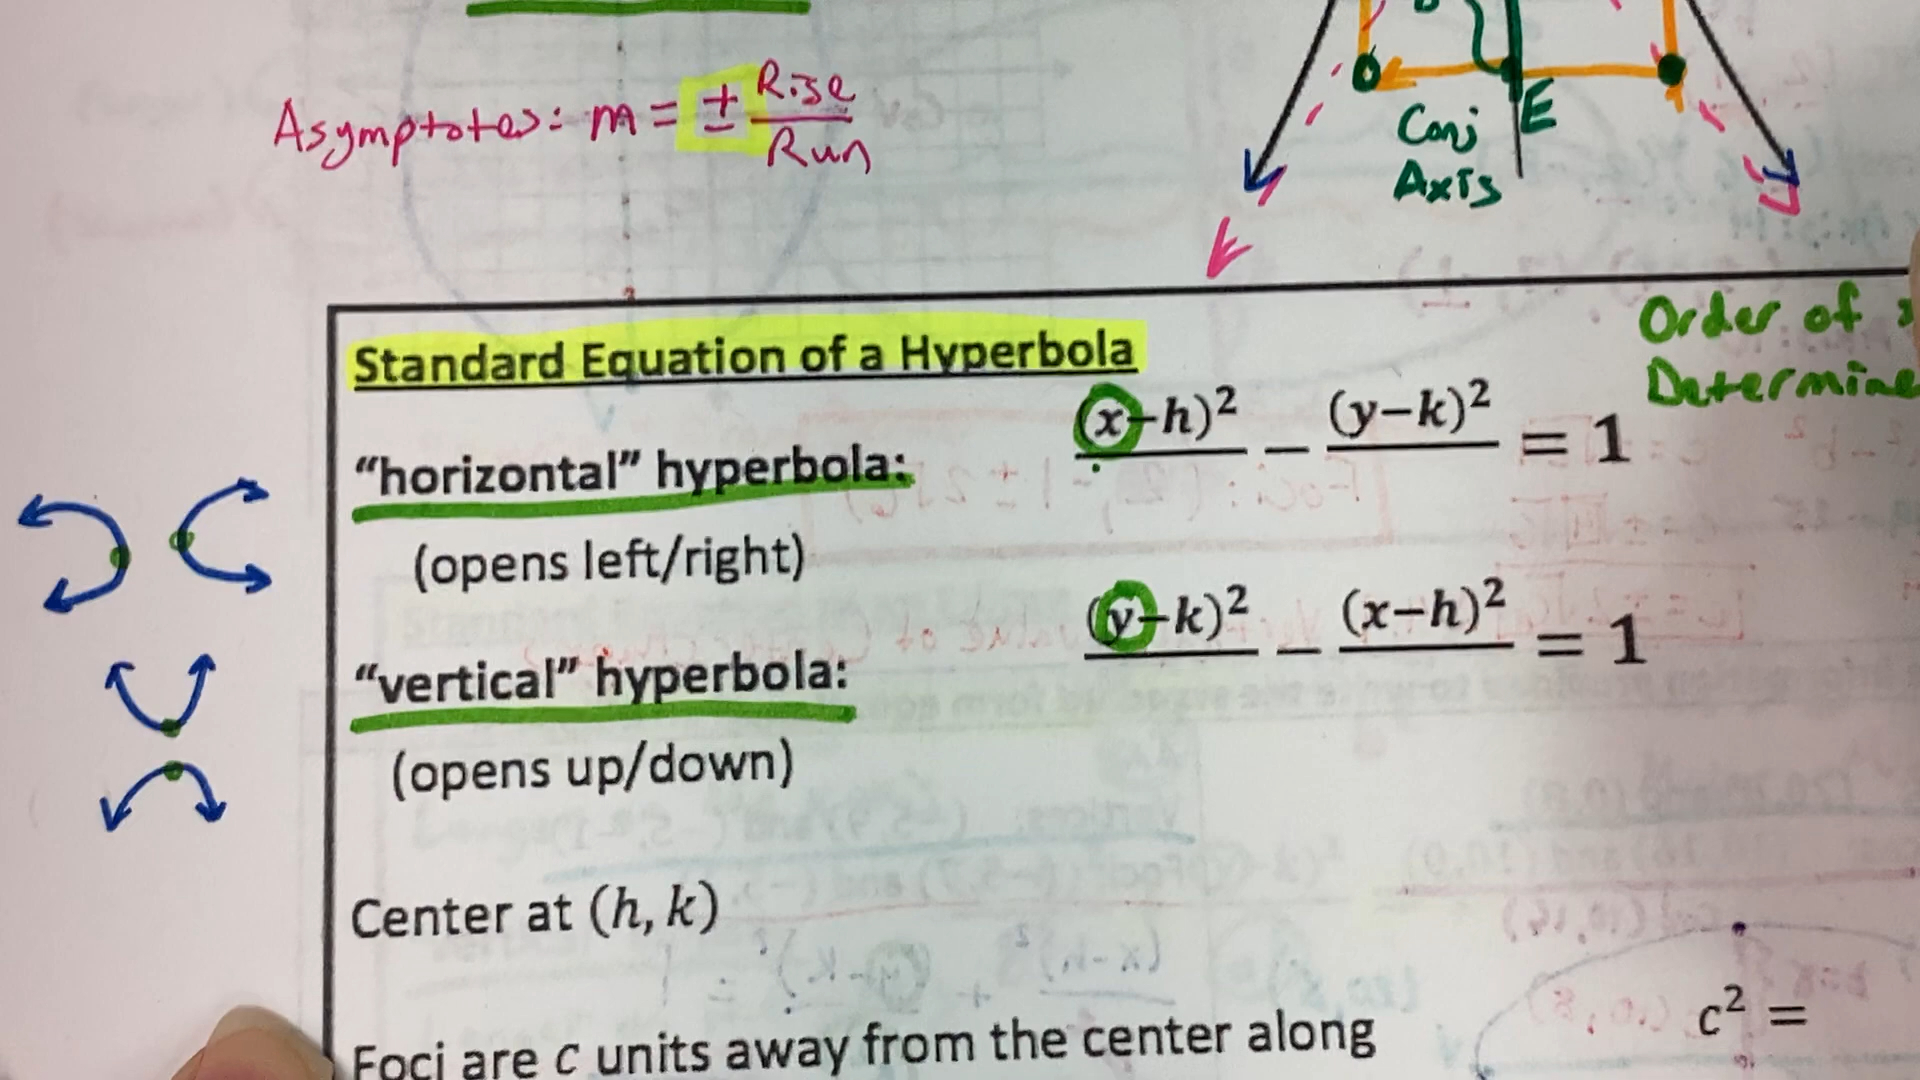 Asymptotes: m = ± Rise
Run
Conj E
Axis
Order of
Determine
Standard Equation of a Hyperbola
"horizontal" hyperbola: (x−h)² − (y−k)² = 1
(opens left/right)
"vertical" hyperbola: (y−k)² − (x−h)² = 1
(opens up/down)
Center at (h, k)
c² =
Foci are c units away from the center along